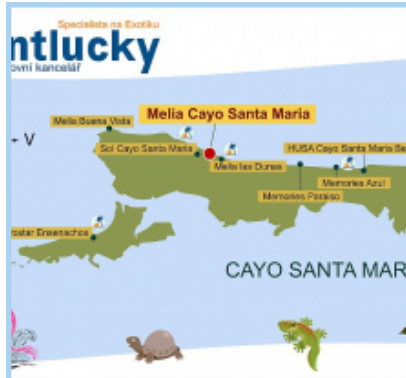 Specialista na Exotiku
ntlucky
ovní kancelář
Melia Buena Vista
Melia Cayo Santa Maria
V
Sol Cayo Santa Maria
HUSA Cayo Santa Maria Be
Melia las Dunas
Memories Azul
Memories Paraiso
rostar Ensenachos
CAYO SANTA MAR